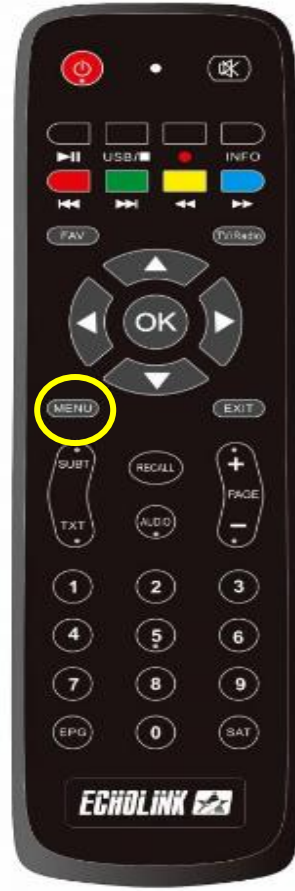 USB/ INFO
FAV TV/Radio
OK
MENU EXIT
SUBT RECALL +
PAGE
TXT AUDIO -
1 2 3
4 5 6
7 8 9
EPG 0 SAT
ECHOLINK